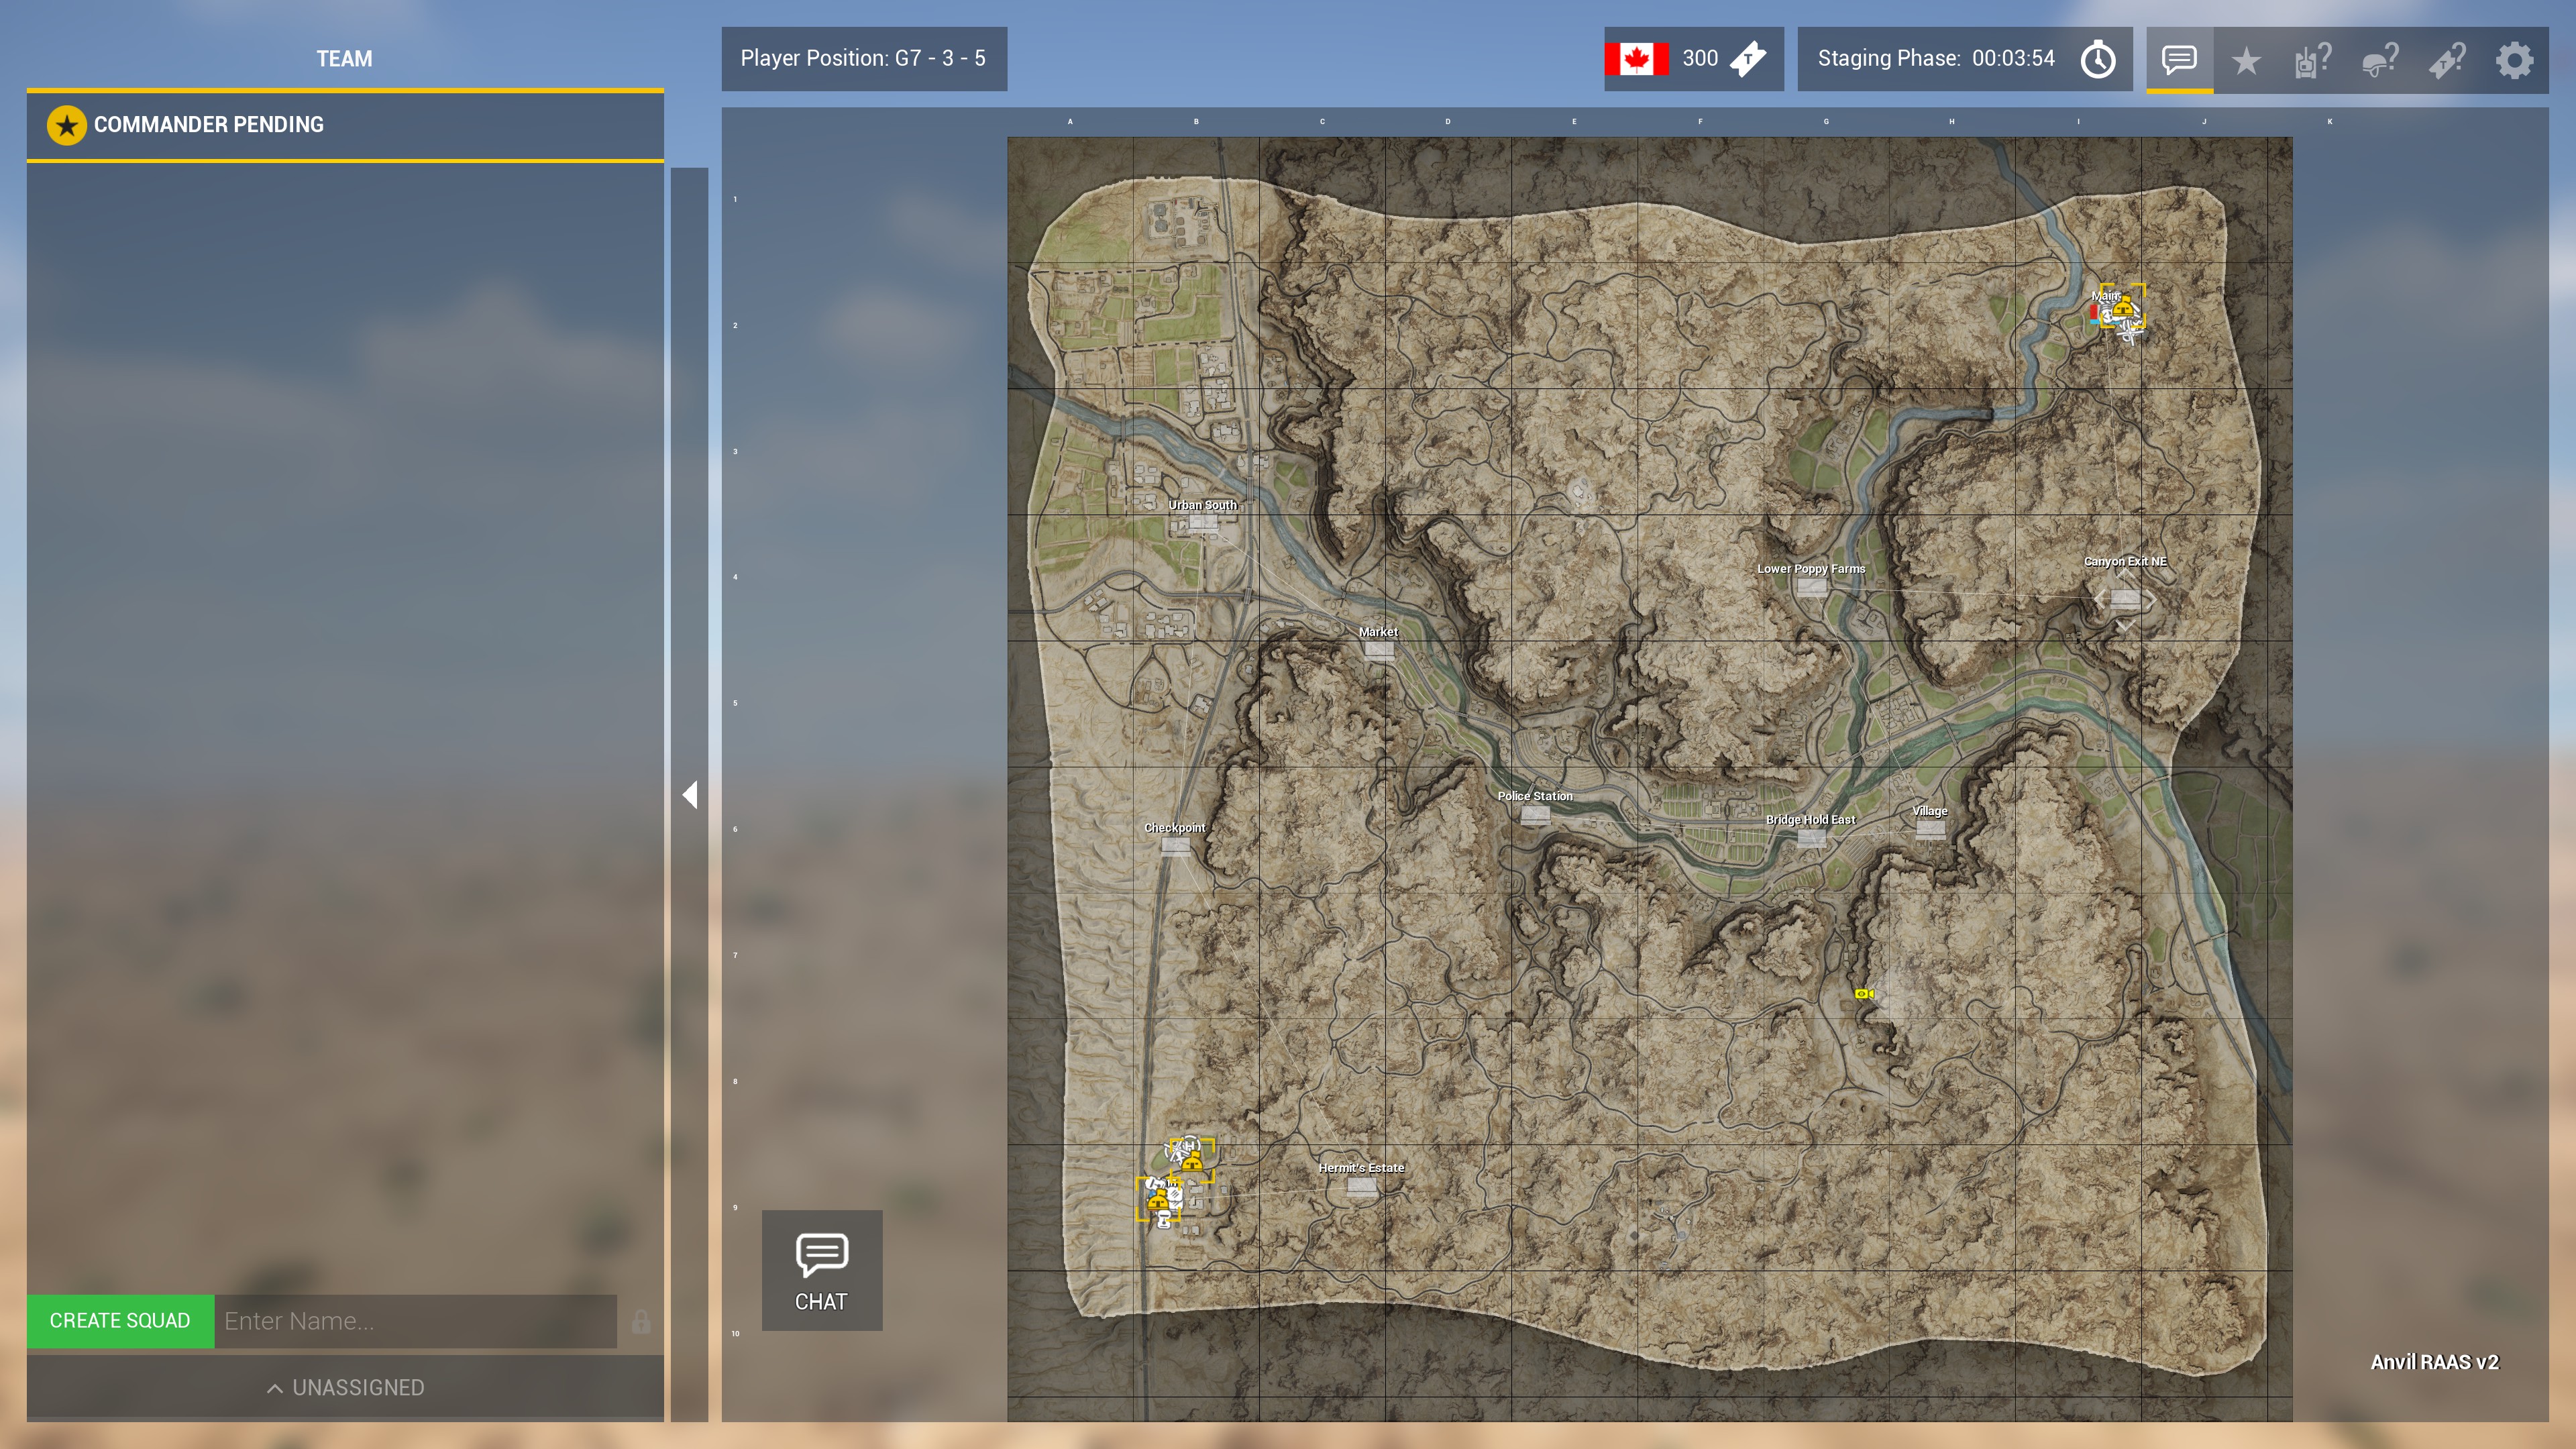 TEAM
Player Position: G7 - 3 - 5
300
T
Staging Phase: 00:03:54
?
?
T?
COMMANDER PENDING
A B C D E F G H I J K
1
2
Main
3
Urban South
4
Canyon Exit NE
Lower Poppy Farms
Market
5
Police Station
Village
Bridge Hold East
Checkpoint
6
7
8
H
Hermit's Estate
9
CHAT
CREATE SQUAD
Enter Name...
10
Anvil RAAS v2
UNASSIGNED